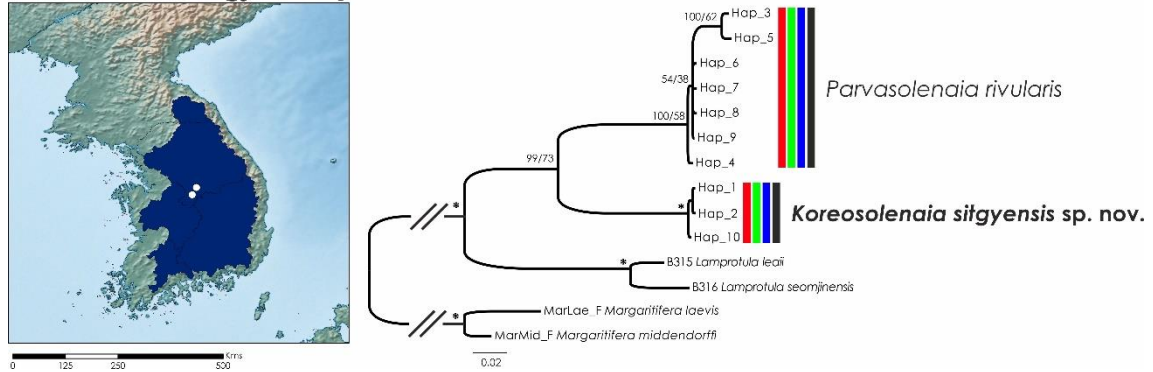 0
125
250
500
Kms
100/62
Hap_3
Hap_5
54/38
Hap_6
Hap_7
Hap_8
100/58
Hap_9
Hap_4
Parvasolenaia rivularis
99/73
Hap_1
*
Hap_2
Hap_10
Koreosolenaia sitgyensis sp. nov.
*
*
B315 Lamprotula leaii
B316 Lamprotula seomjinensis
*
MarLae_F Margaritifera laevis
MarMid_F Margaritifera middendorffi
0.02